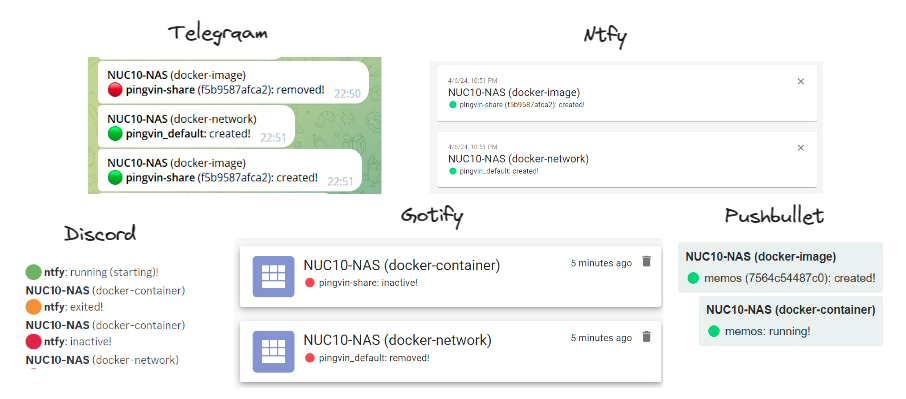 Telegram
NUC10-NAS (docker-image)
pingvin-share (f5b9587afca2): removed! 22:50
NUC10-NAS (docker-network)
pingvin_default: created! 22:51
NUC10-NAS (docker-image)
pingvin-share (f5b9587afca2): created! 22:51
Ntfy
4/6/24, 10:51 PM
NUC10-NAS (docker-image)
pingvin-share (f5b9587afca2): created!
4/6/24, 10:51 PM
NUC10-NAS (docker-network)
pingvin_default: created!
Discord
ntfy: running (starting)!
NUC10-NAS (docker-container)
ntfy: exited!
NUC10-NAS (docker-container)
ntfy: inactive!
NUC10-NAS (docker-network)
Gotify
NUC10-NAS (docker-container) 5 minutes ago
pingvin-share: inactive!
NUC10-NAS (docker-network) 5 minutes ago
pingvin_default: removed!
Pushbullet
NUC10-NAS (docker-image)
memos (7564c54487c0): created!
NUC10-NAS (docker-container)
memos: running!